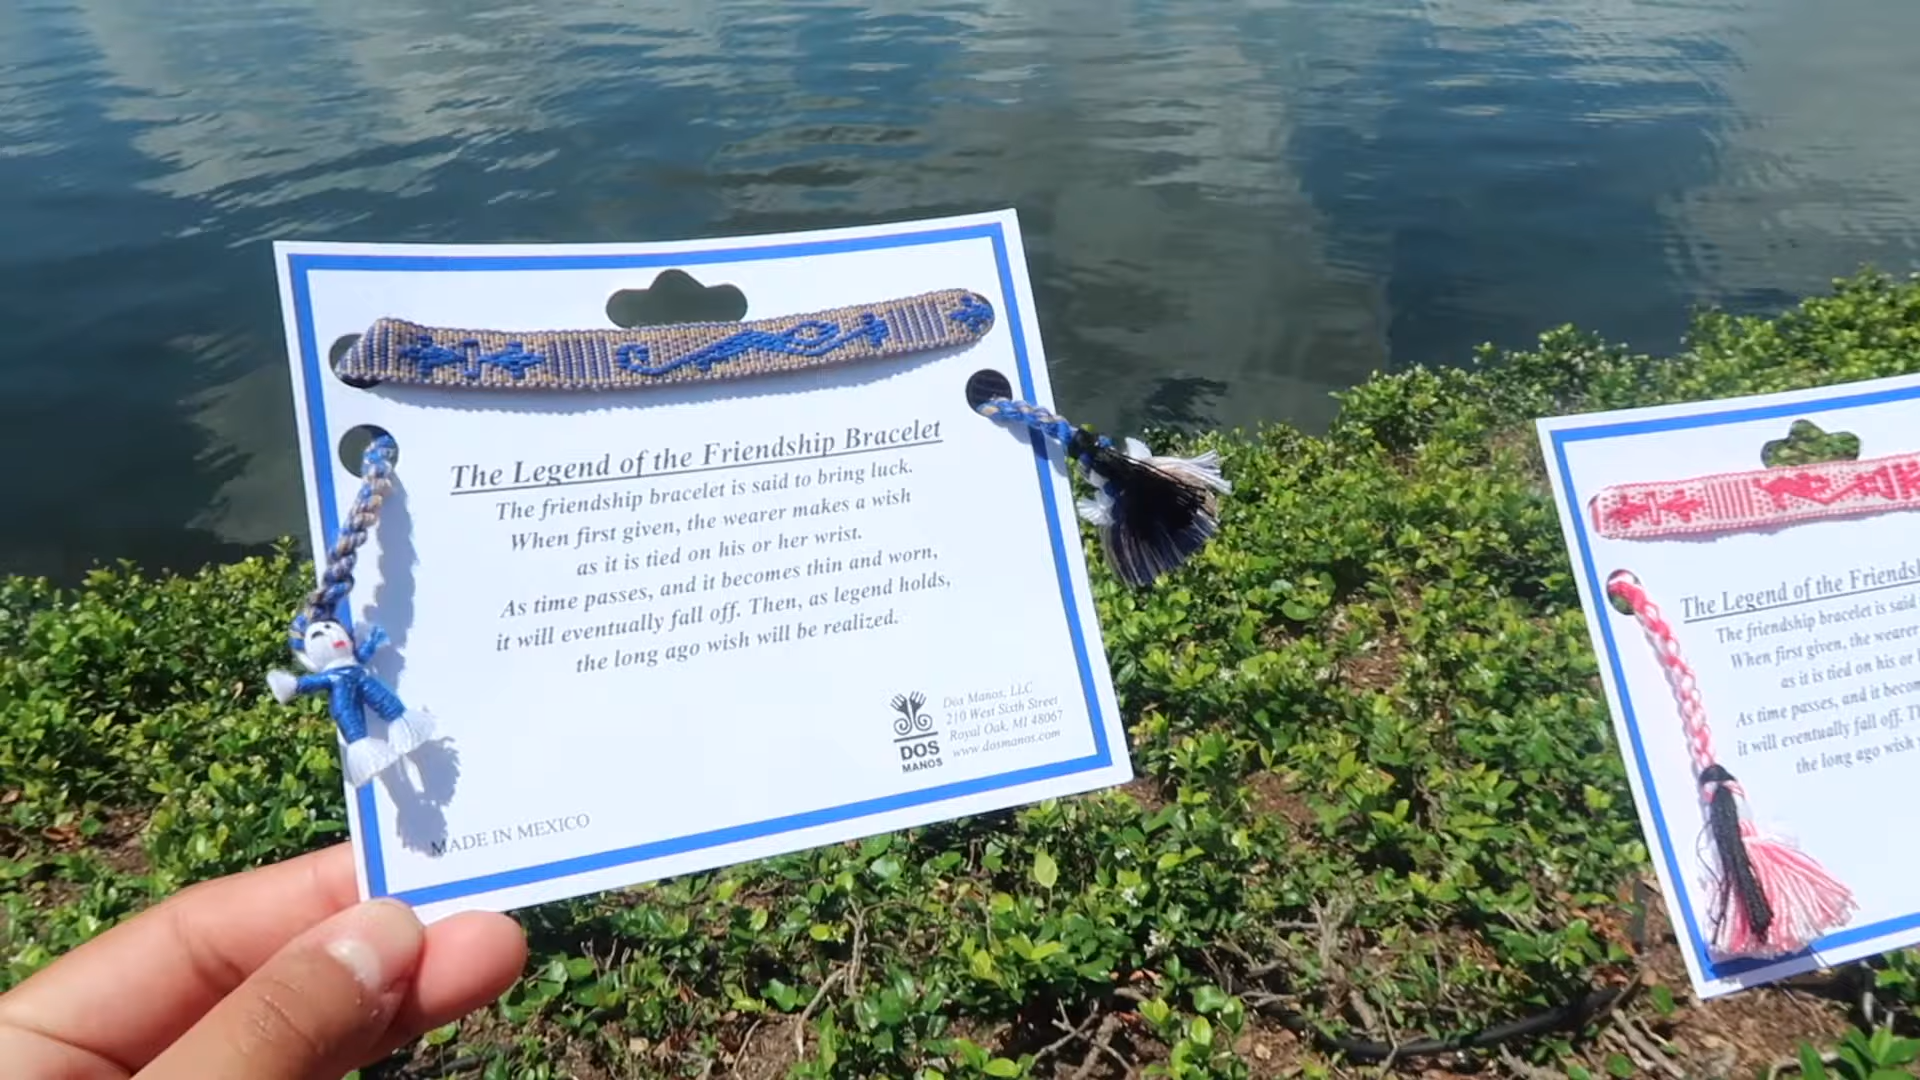 The Legend of the Friendship Bracelet
The friendship bracelet is said to bring luck.
When first given, the wearer makes a wish
as it is tied on his or her wrist.
As time passes, and it becomes thin and worn,
it will eventually fall off. Then, as legend holds,
the long ago wish will be realized.
DOS
MANOS
Dos Manos, LLC
210 West Sixth Street
Royal Oak, MI 48067
www.dosmanos.com
MADE IN MEXICO
The Legend of the
The friendship bracelet is said
When first given, the wearer
as it is tied on his or
As time passes, and it
it will eventually fall off.
the long ago wish